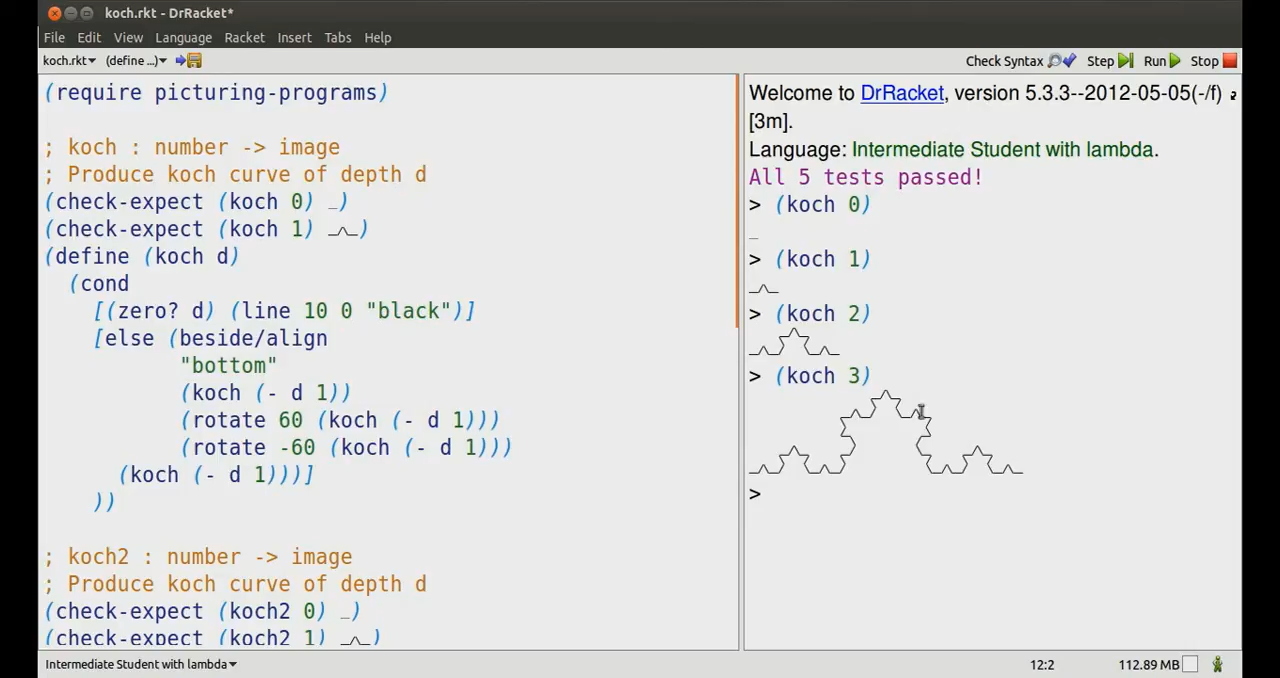 koch.rkt - DrRacket*
File Edit View Language Racket Insert Tabs Help
koch.rkt (define ...) Check Syntax Step Run Stop
(require picturing-programs)
; koch : number -> image
; Produce koch curve of depth d
(check-expect (koch 0) )
(check-expect (koch 1) )
(define (koch d)
(cond
[(zero? d) (line 10 0 "black")]
[else (beside/align
"bottom"
(koch (- d 1))
(rotate 60 (koch (- d 1)))
(rotate -60 (koch (- d 1)))
(koch (- d 1)))]
))
; koch2 : number -> image
; Produce koch curve of depth d
(check-expect (koch2 0) )
(check-expect (koch2 1) )
Welcome to DrRacket, version 5.3.3--2012-05-05(-/f)
[3m].
Language: Intermediate Student with lambda.
All 5 tests passed!
> (koch 0)
> (koch 1)
> (koch 2)
> (koch 3)
>
Intermediate Student with lambda 12:2 112.89 MB